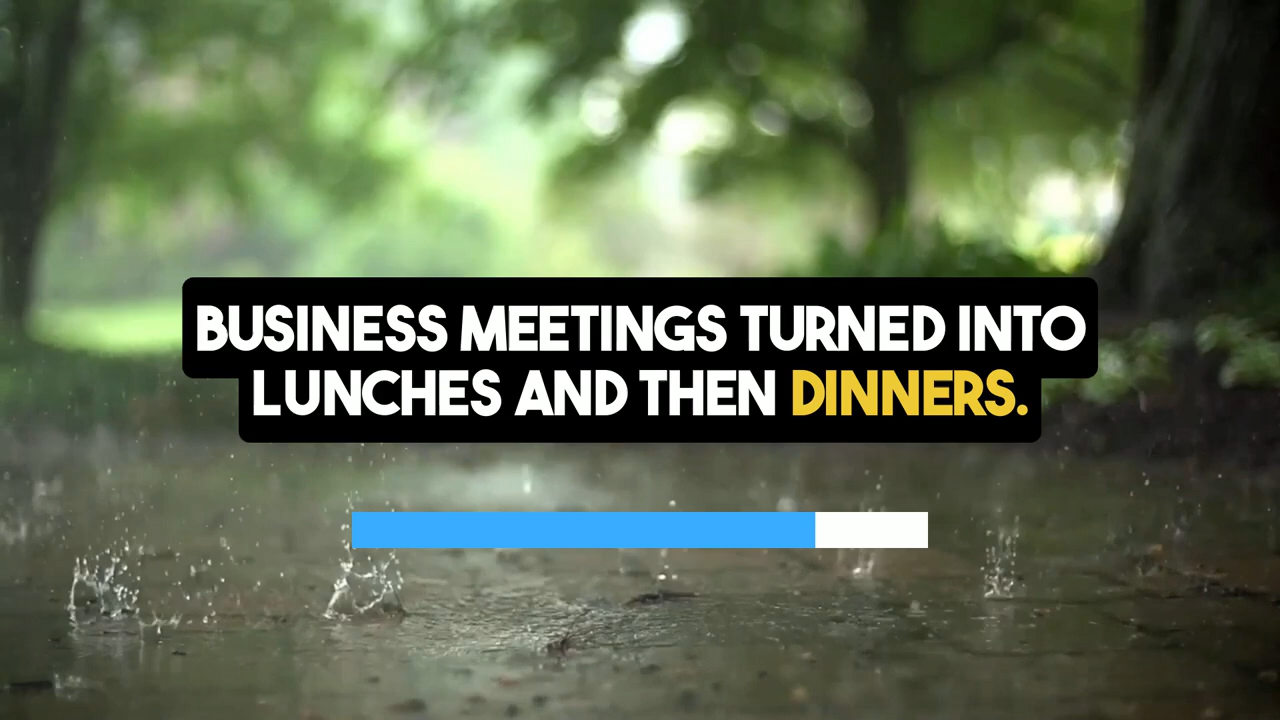 BUSINESS MEETINGS TURNED INTO
LUNCHES AND THEN DINNERS.